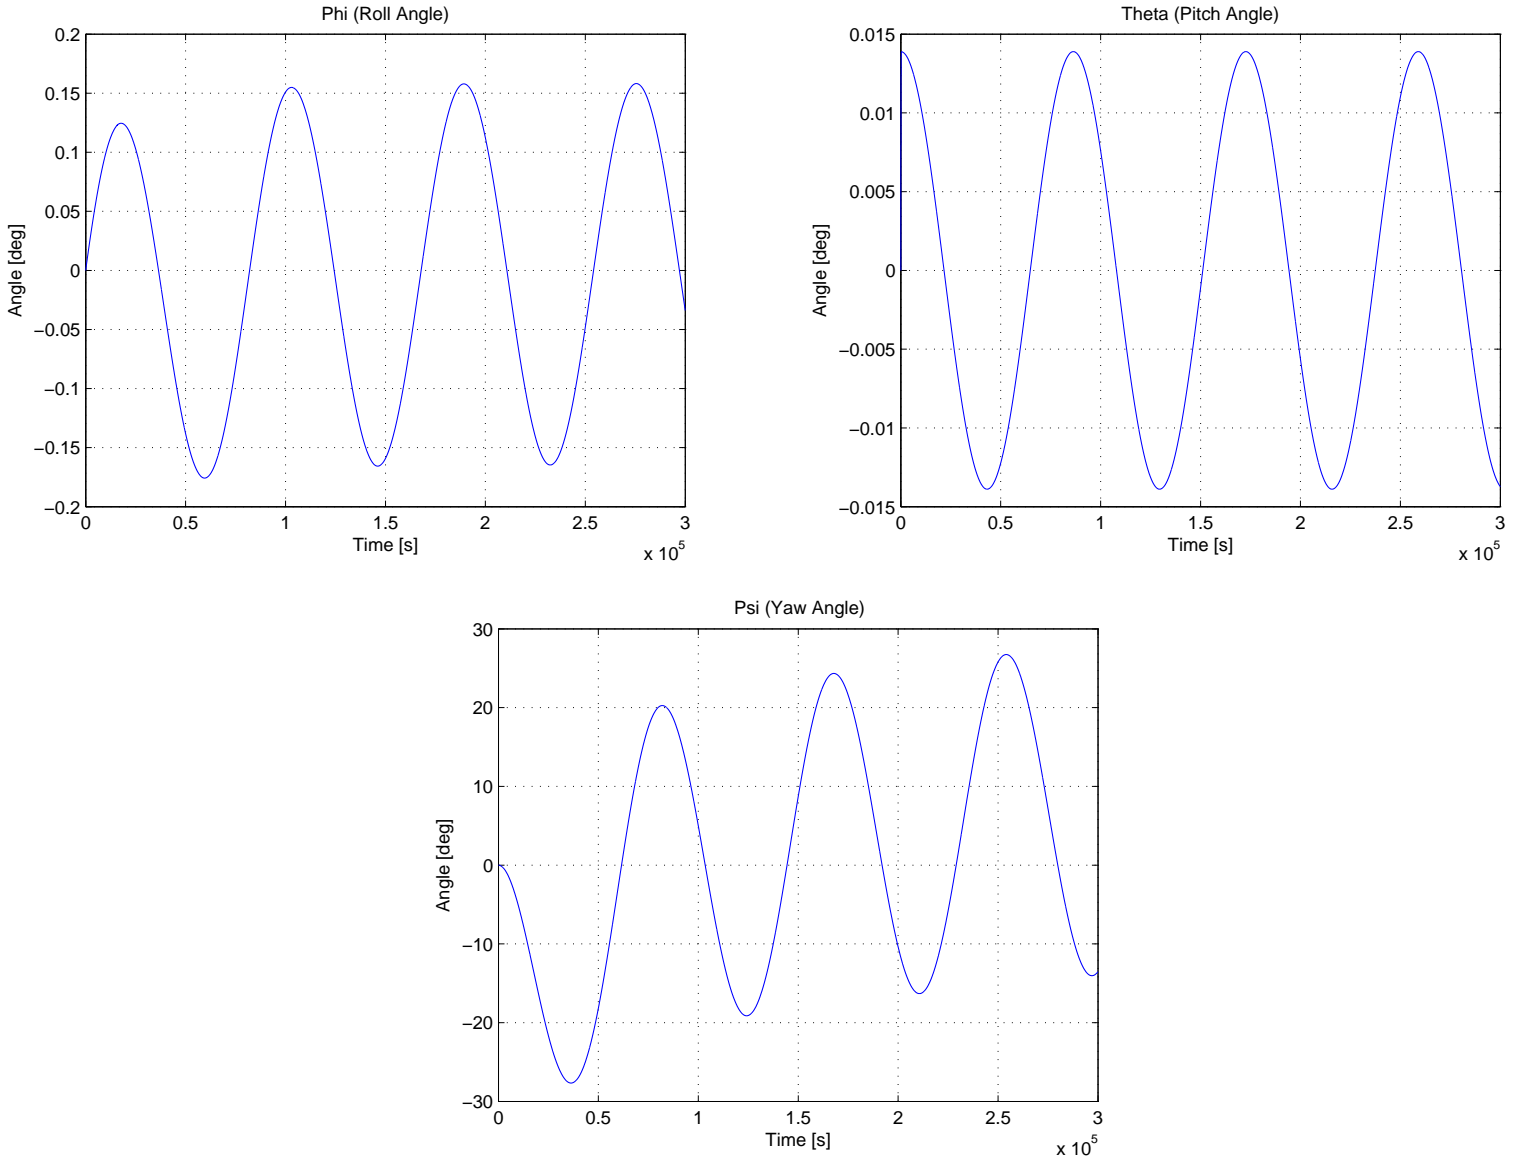 Phi (Roll Angle)
Angle [deg]
0.2
0.15
0.1
0.05
0
−0.05
−0.1
−0.15
−0.2
0 0.5 1 1.5 2 2.5 3
Time [s]
x 10^5
Theta (Pitch Angle)
Angle [deg]
0.015
0.01
0.005
0
−0.005
−0.01
−0.015
0 0.5 1 1.5 2 2.5 3
Time [s]
x 10^5
Psi (Yaw Angle)
Angle [deg]
30
20
10
0
−10
−20
−30
0 0.5 1 1.5 2 2.5 3
Time [s]
x 10^5